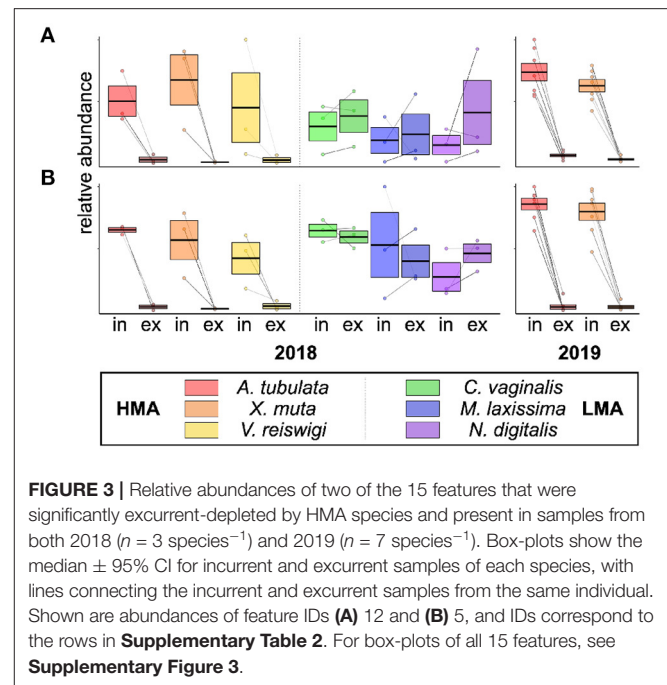 A
relative abundance
B
in ex in ex in ex in ex in ex in ex in ex in ex
2018 2019
HMA A. tubulata C. vaginalis LMA
X. muta M. laxissima
V. reiswigi N. digitalis
FIGURE 3 | Relative abundances of two of the 15 features that were
significantly excurrent-depleted by HMA species and present in samples from
both 2018 (n = 3 species⁻¹) and 2019 (n = 7 species⁻¹). Box-plots show the
median ± 95% CI for incurrent and excurrent samples of each species, with
lines connecting the incurrent and excurrent samples from the same individual.
Shown are abundances of feature IDs (A) 12 and (B) 5, and IDs correspond to
the rows in Supplementary Table 2. For box-plots of all 15 features, see
Supplementary Figure 3.